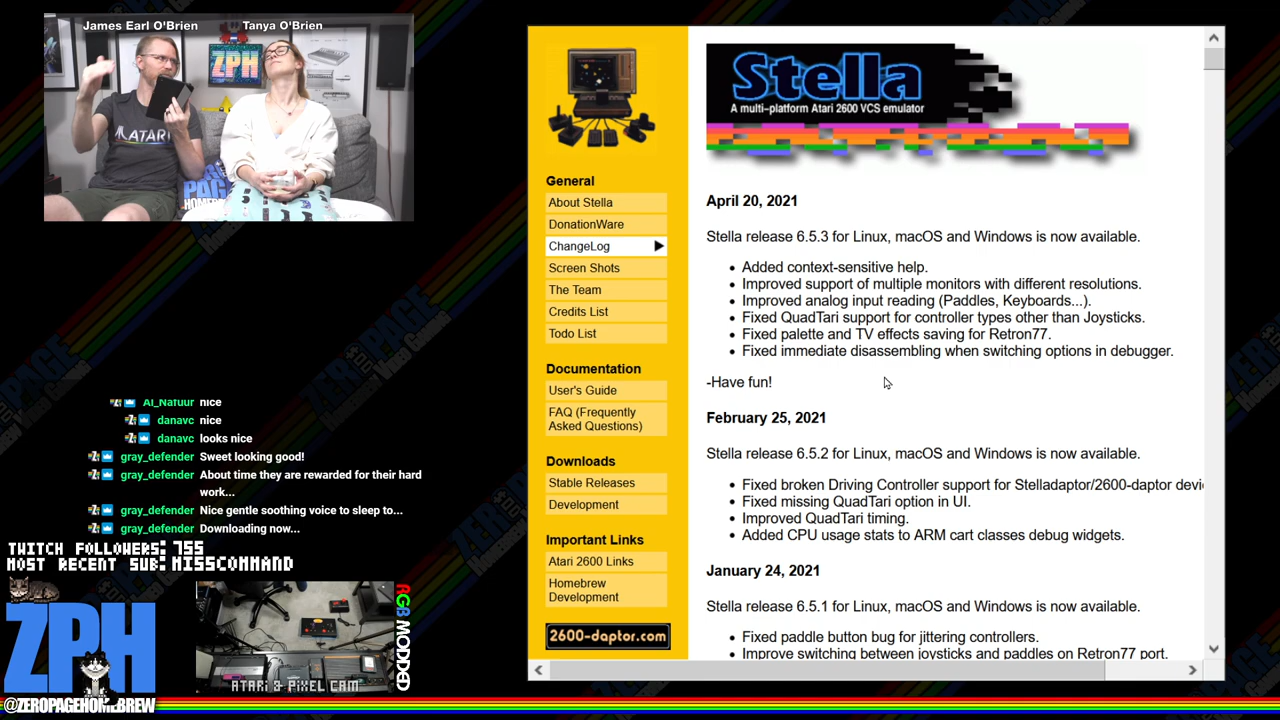 James Earl O'Brien
Tanya O'Brien
ZPH
ATARI
ZERO
PAG
HOMEB
AI_Natuur nice
danavc nice
danavc looks nice
gray_defender Sweet looking good!
gray_defender About time they are rewarded for their hard
work...
gray_defender Nice gentle soothing voice to sleep to...
gray_defender Downloading now...
TWITCH FOLLOWERS: 755
MOST RECENT SUB: MISSCOMMAND
ZPH
@ZEROPAGEHOMEBREW
ATARI & PIXEL CAM
RGB MODDED
General
About Stella
DonationWare
ChangeLog
Screen Shots
The Team
Credits List
Todo List
Documentation
User's Guide
FAQ (Frequently
Asked Questions)
Downloads
Stable Releases
Development
Important Links
Atari 2600 Links
Homebrew
Development
2600-daptor.com
Stella
A multi-platform Atari 2600 VCS emulator
April 20, 2021
Stella release 6.5.3 for Linux, macOS and Windows is now available.
• Added context-sensitive help.
• Improved support of multiple monitors with different resolutions.
• Improved analog input reading (Paddles, Keyboards...).
• Fixed QuadTari support for controller types other than Joysticks.
• Fixed palette and TV effects saving for Retron77.
• Fixed immediate disassembling when switching options in debugger.
-Have fun!
February 25, 2021
Stella release 6.5.2 for Linux, macOS and Windows is now available.
• Fixed broken Driving Controller support for Stelladaptor/2600-daptor devi
• Fixed missing QuadTari option in UI.
• Improved QuadTari timing.
• Added CPU usage stats to ARM cart classes debug widgets.
January 24, 2021
Stella release 6.5.1 for Linux, macOS and Windows is now available.
• Fixed paddle button bug for jittering controllers.
• Improve switching between joysticks and paddles on Retron77 port.